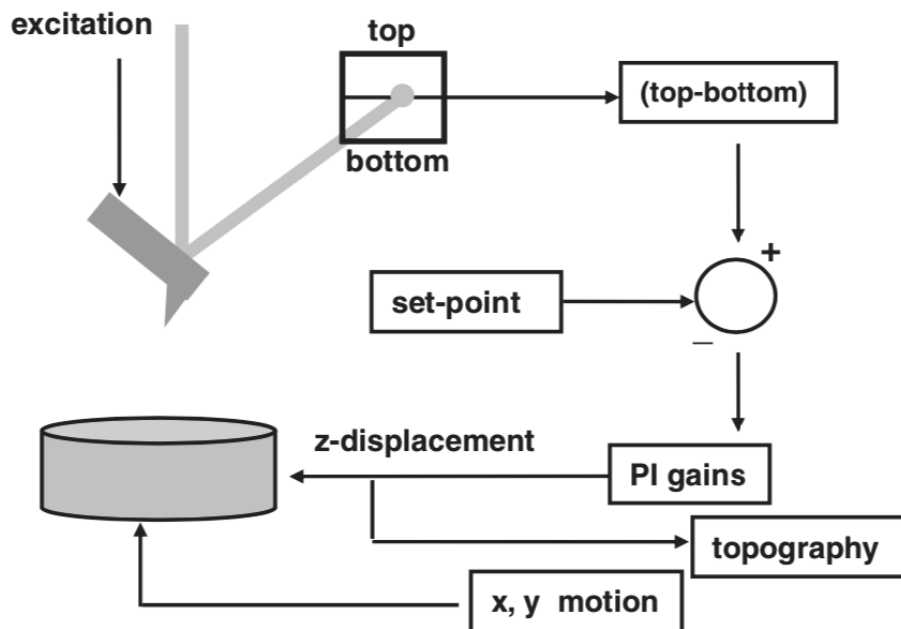 excitation
top
bottom
(top-bottom)
+
set-point
–
z-displacement
PI gains
topography
x, y motion